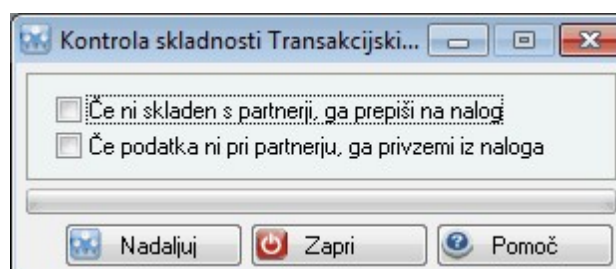 Kontrola skladnosti Transakcijski...
Če ni skladen s partnerji, ga prepiši na nalog
Če podatka ni pri partnerju, ga privzemi iz naloga
Nadaljuj Zapri Pomoč